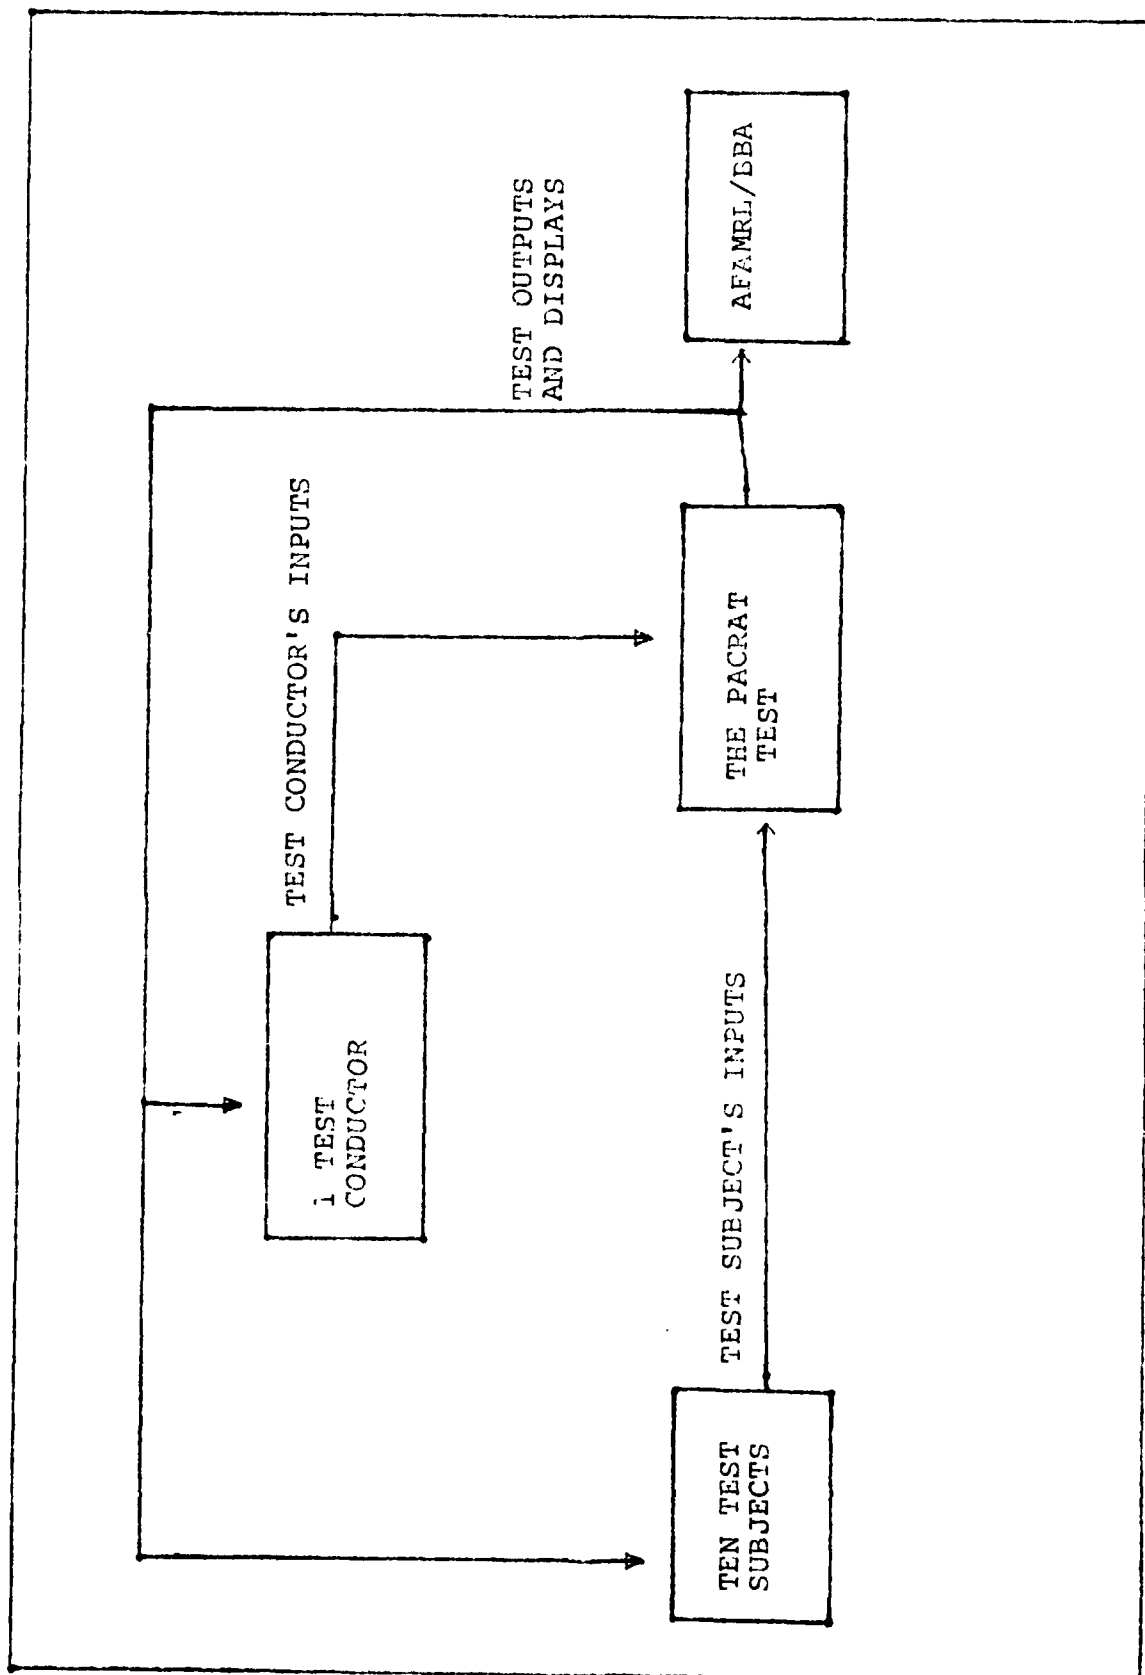 TEST OUTPUTS
AND DISPLAYS
TEST CONDUCTOR'S INPUTS
1 TEST
CONDUCTOR
TEST SUBJECT'S INPUTS
TEN TEST
SUBJECTS
THE PACRAT
TEST
AFAMRL/BBA